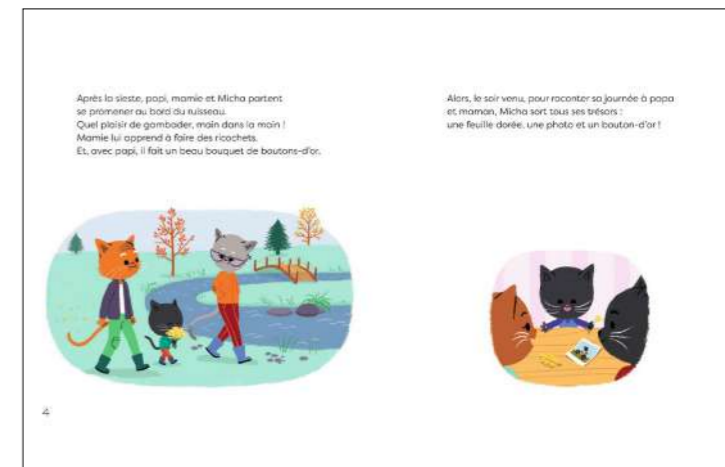 Après la sieste, papi, mamie et Micha partent
se promener au bord du ruisseau.
Quel plaisir de gambader, main dans la main !
Mamie lui apprend à faire des ricochets.
Et, avec papi, il fait un beau bouquet de boutons-d'or.
Alors, le soir venu, pour raconter sa journée à papa
et maman, Micha sort tous ses trésors :
une feuille dorée, une photo et un bouton-d'or !
4